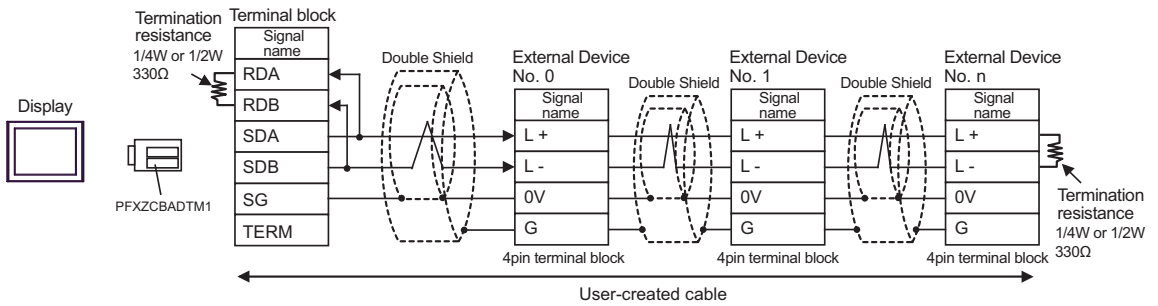 Display
PFXZCBADTM1
Termination
resistance
1/4W or 1/2W
330Ω
Terminal block
Signal
name
RDA
RDB
SDA
SDB
SG
TERM
Double Shield
External Device
No. 0
Signal
name
L +
L -
0V
G
4pin terminal block
Double Shield
External Device
No. 1
Signal
name
L +
L -
0V
G
4pin terminal block
Double Shield
External Device
No. n
Signal
name
L +
L -
0V
G
4pin terminal block
Termination
resistance
1/4W or 1/2W
330Ω
User-created cable